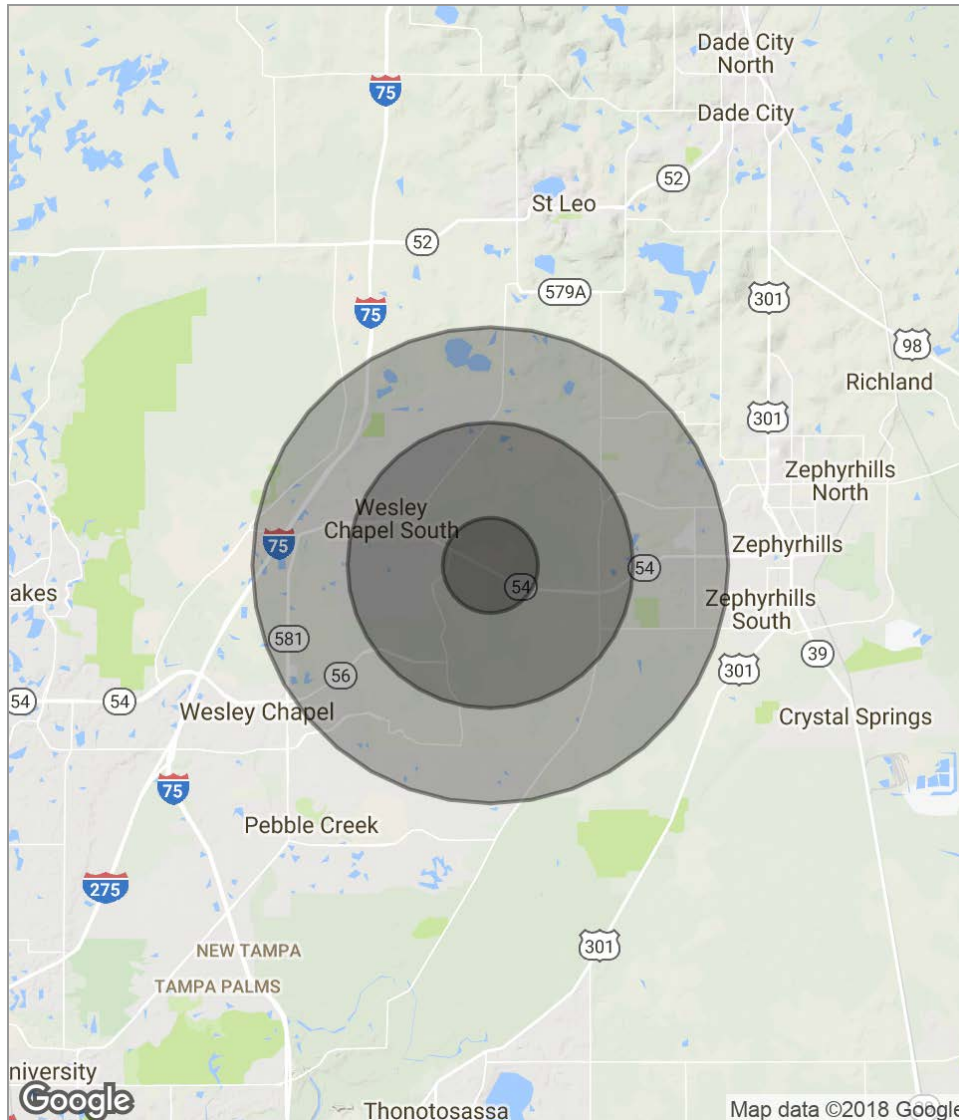 Dade City
North
Dade City
75
52
St Leo
52
579A
301
75
98
Richland
301
Zephyrhills
North
Wesley
Chapel South
75
Zephyrhills
54
54
akes
Zephyrhills
South
581
39
56
301
54
54
Wesley Chapel
Crystal Springs
75
Pebble Creek
275
301
NEW TAMPA
TAMPA PALMS
niversity
Google
Thonotosassa
Map data ©2018 Google